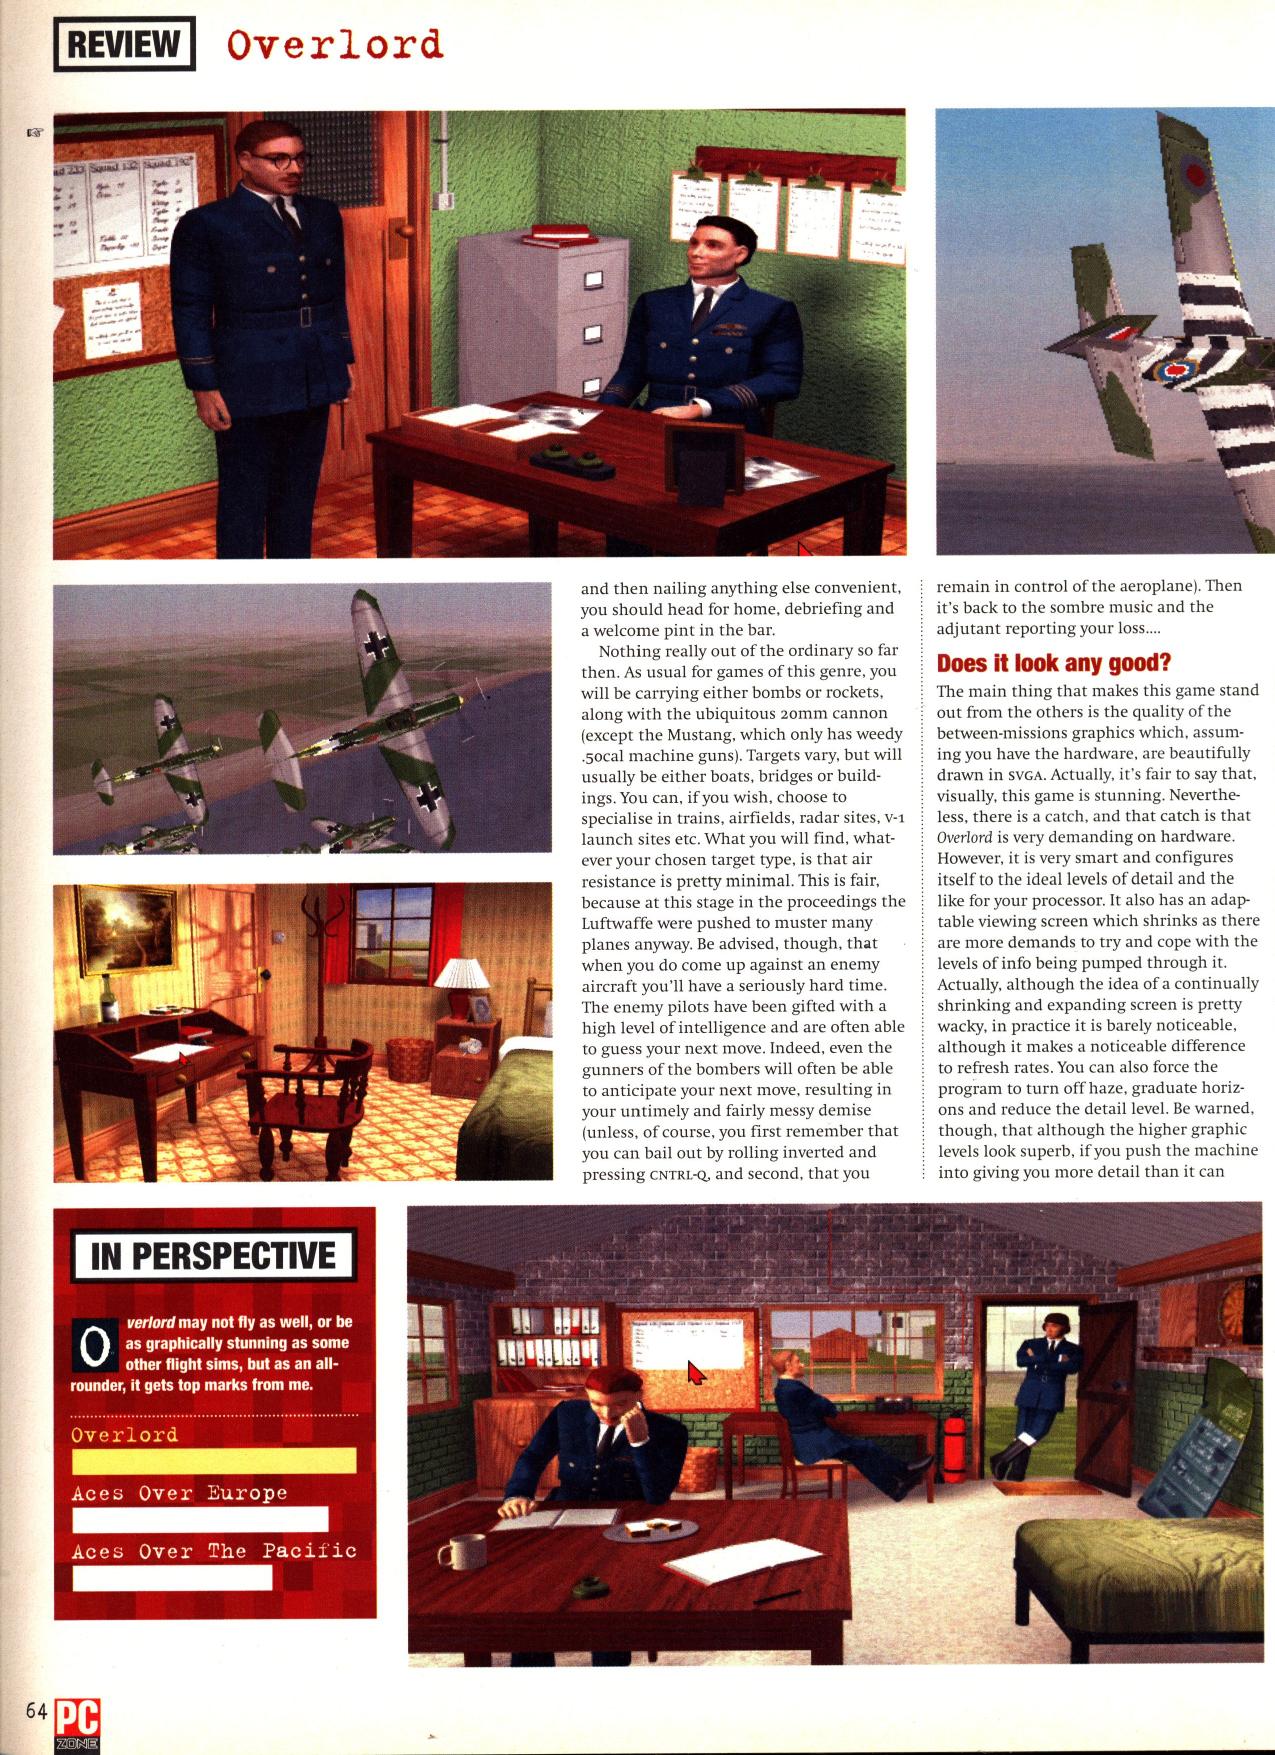 REVIEW Overlord
Squad 132 Squad 192
and then nailing anything else convenient,
you should head for home, debriefing and
a welcome pint in the bar.
Nothing really out of the ordinary so far
then. As usual for games of this genre, you
will be carrying either bombs or rockets,
along with the ubiquitous 20mm cannon
(except the Mustang, which only has weedy
.50cal machine guns). Targets vary, but will
usually be either boats, bridges or build-
ings. You can, if you wish, choose to
specialise in trains, airfields, radar sites, V-1
launch sites etc. What you will find, what-
ever your chosen target type, is that air
resistance is pretty minimal. This is fair,
because at this stage in the proceedings the
Luftwaffe were pushed to muster many
planes anyway. Be advised, though, that
when you do come up against an enemy
aircraft you'll have a seriously hard time.
The enemy pilots have been gifted with a
high level of intelligence and are often able
to guess your next move. Indeed, even the
gunners of the bombers will often be able
to anticipate your next move, resulting in
your untimely and fairly messy demise
(unless, of course, you first remember that
you can bail out by rolling inverted and
pressing CNTRL-Q, and second, that you
remain in control of the aeroplane). Then
it's back to the sombre music and the
adjutant reporting your loss....
Does it look any good?
The main thing that makes this game stand
out from the others is the quality of the
between-missions graphics which, assum-
ing you have the hardware, are beautifully
drawn in SVGA. Actually, it's fair to say that,
visually, this game is stunning. Neverthe-
less, there is a catch, and that catch is that
Overlord is very demanding on hardware.
However, it is very smart and configures
itself to the ideal levels of detail and the
like for your processor. It also has an adap-
table viewing screen which shrinks as there
are more demands to try and cope with the
levels of info being pumped through it.
Actually, although the idea of a continually
shrinking and expanding screen is pretty
wacky, in practice it is barely noticeable,
although it makes a noticeable difference
to refresh rates. You can also force the
program to turn off haze, graduate horiz-
ons and reduce the detail level. Be warned,
though, that although the higher graphic
levels look superb, if you push the machine
into giving you more detail than it can
IN PERSPECTIVE
Overlord may not fly as well, or be
as graphically stunning as some
other flight sims, but as an all-
rounder, it gets top marks from me.
Overlord
Aces Over Europe
Aces Over The Pacific
64 PC
ZONE